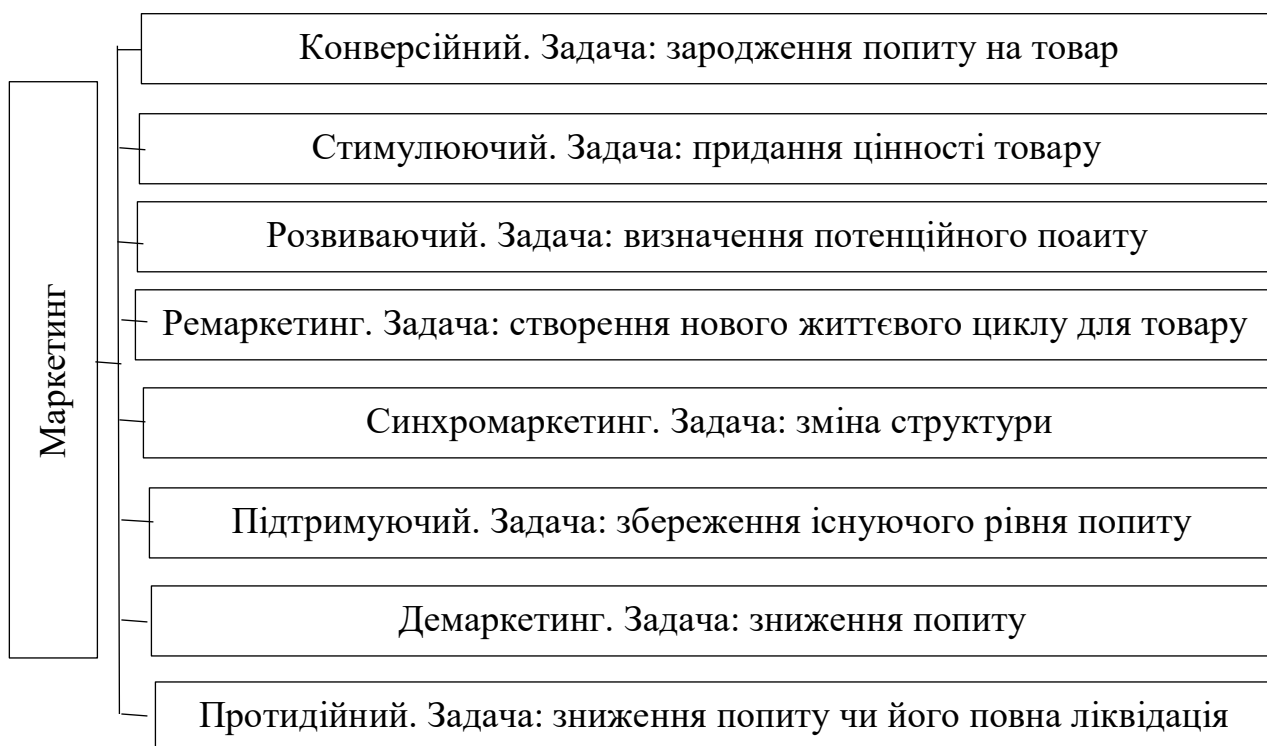 Маркетинг
Конверсійний. Задача: зародження попиту на товар
Стимулюючий. Задача: придання цінності товару
Розвиваючий. Задача: визначення потенційного поаиту
Ремаркетинг. Задача: створення нового життєвого циклу для товару
Синхромаркетинг. Задача: зміна структури
Підтримуючий. Задача: збереження існуючого рівня попиту
Демаркетинг. Задача: зниження попиту
Протидійний. Задача: зниження попиту чи його повна ліквідація